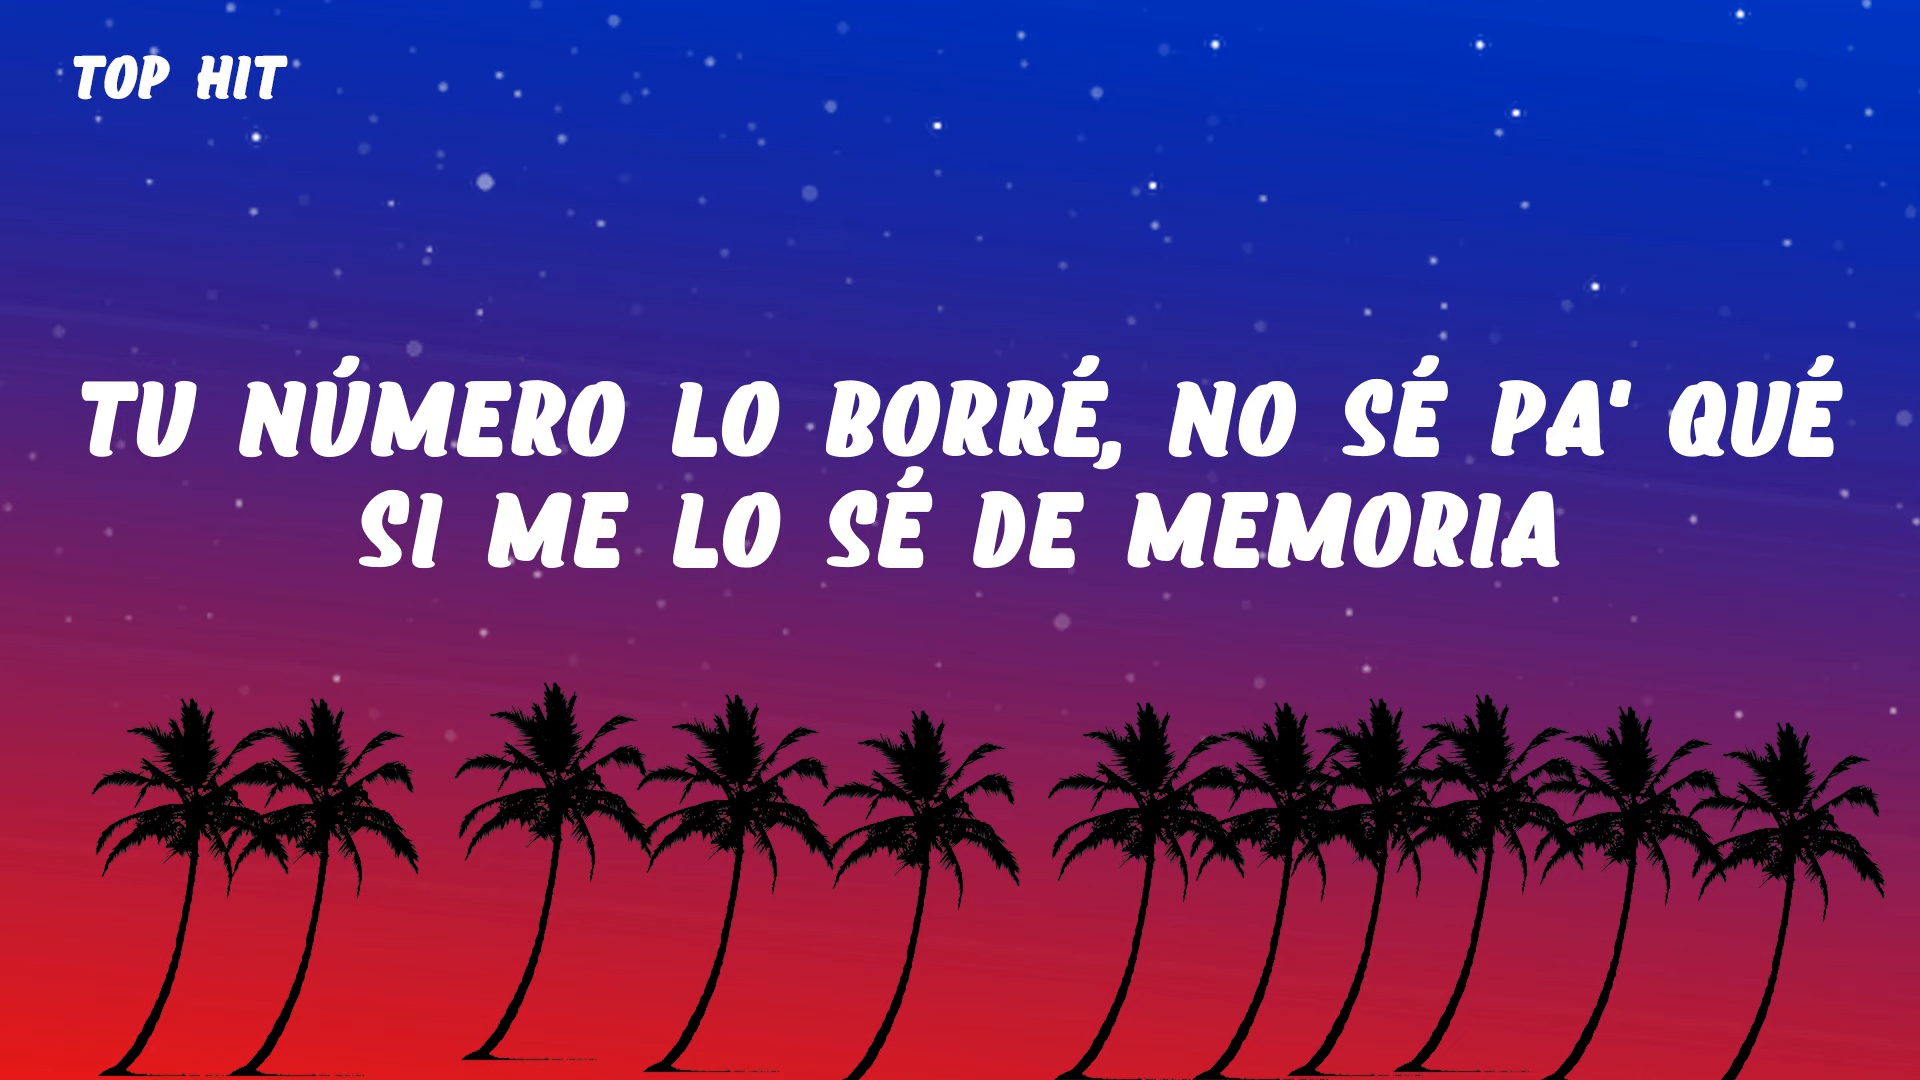 TOP HIT
TU NÚMERO LO BORRÉ, NO SÉ PA' QUÉ
SI ME LO SÉ DE MEMORIA